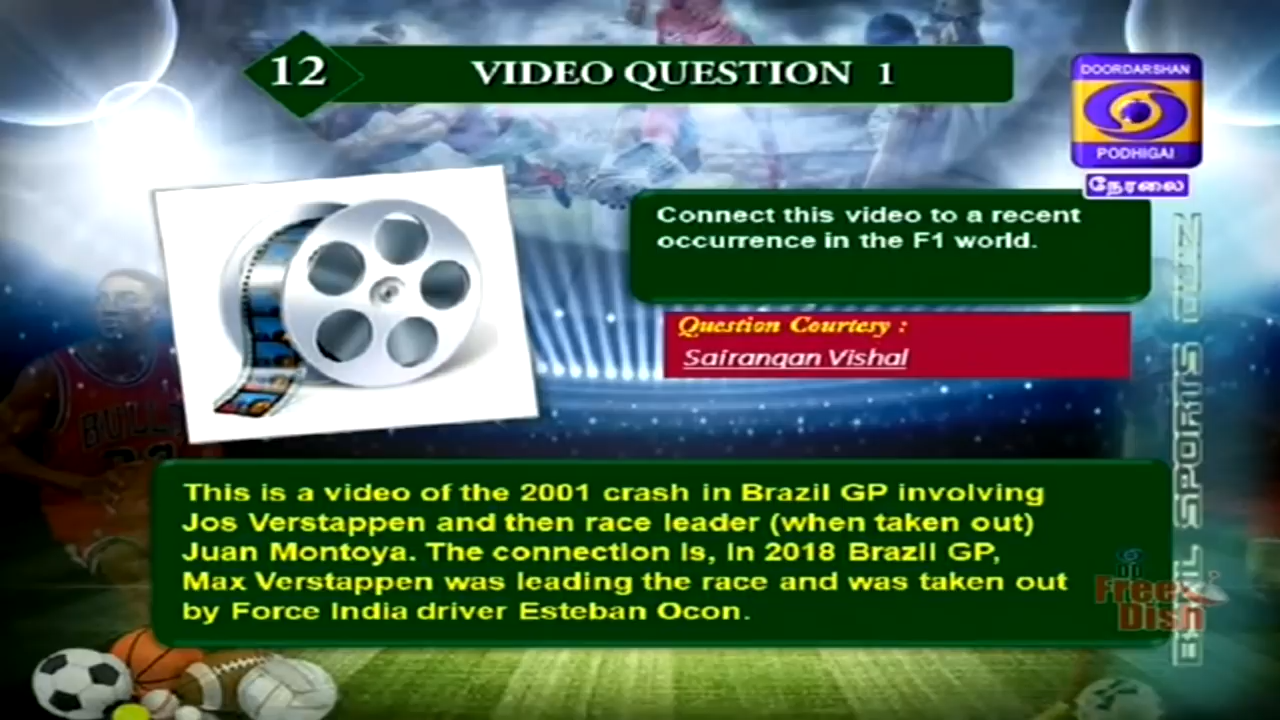 12
VIDEO QUESTION 1
DOORDARSHAN
PODHIGAI
நேரலை
Connect this video to a recent
occurrence in the F1 world.
Question Courtesy :
Sairangan Vishal
BULL
This is a video of the 2001 crash in Brazil GP involving
Jos Verstappen and then race leader (when taken out)
Juan Montoya. The connection is, in 2018 Brazil GP,
Max Verstappen was leading the race and was taken out
by Force India driver Esteban Ocon.
DD
Free
Dish
SPORTS